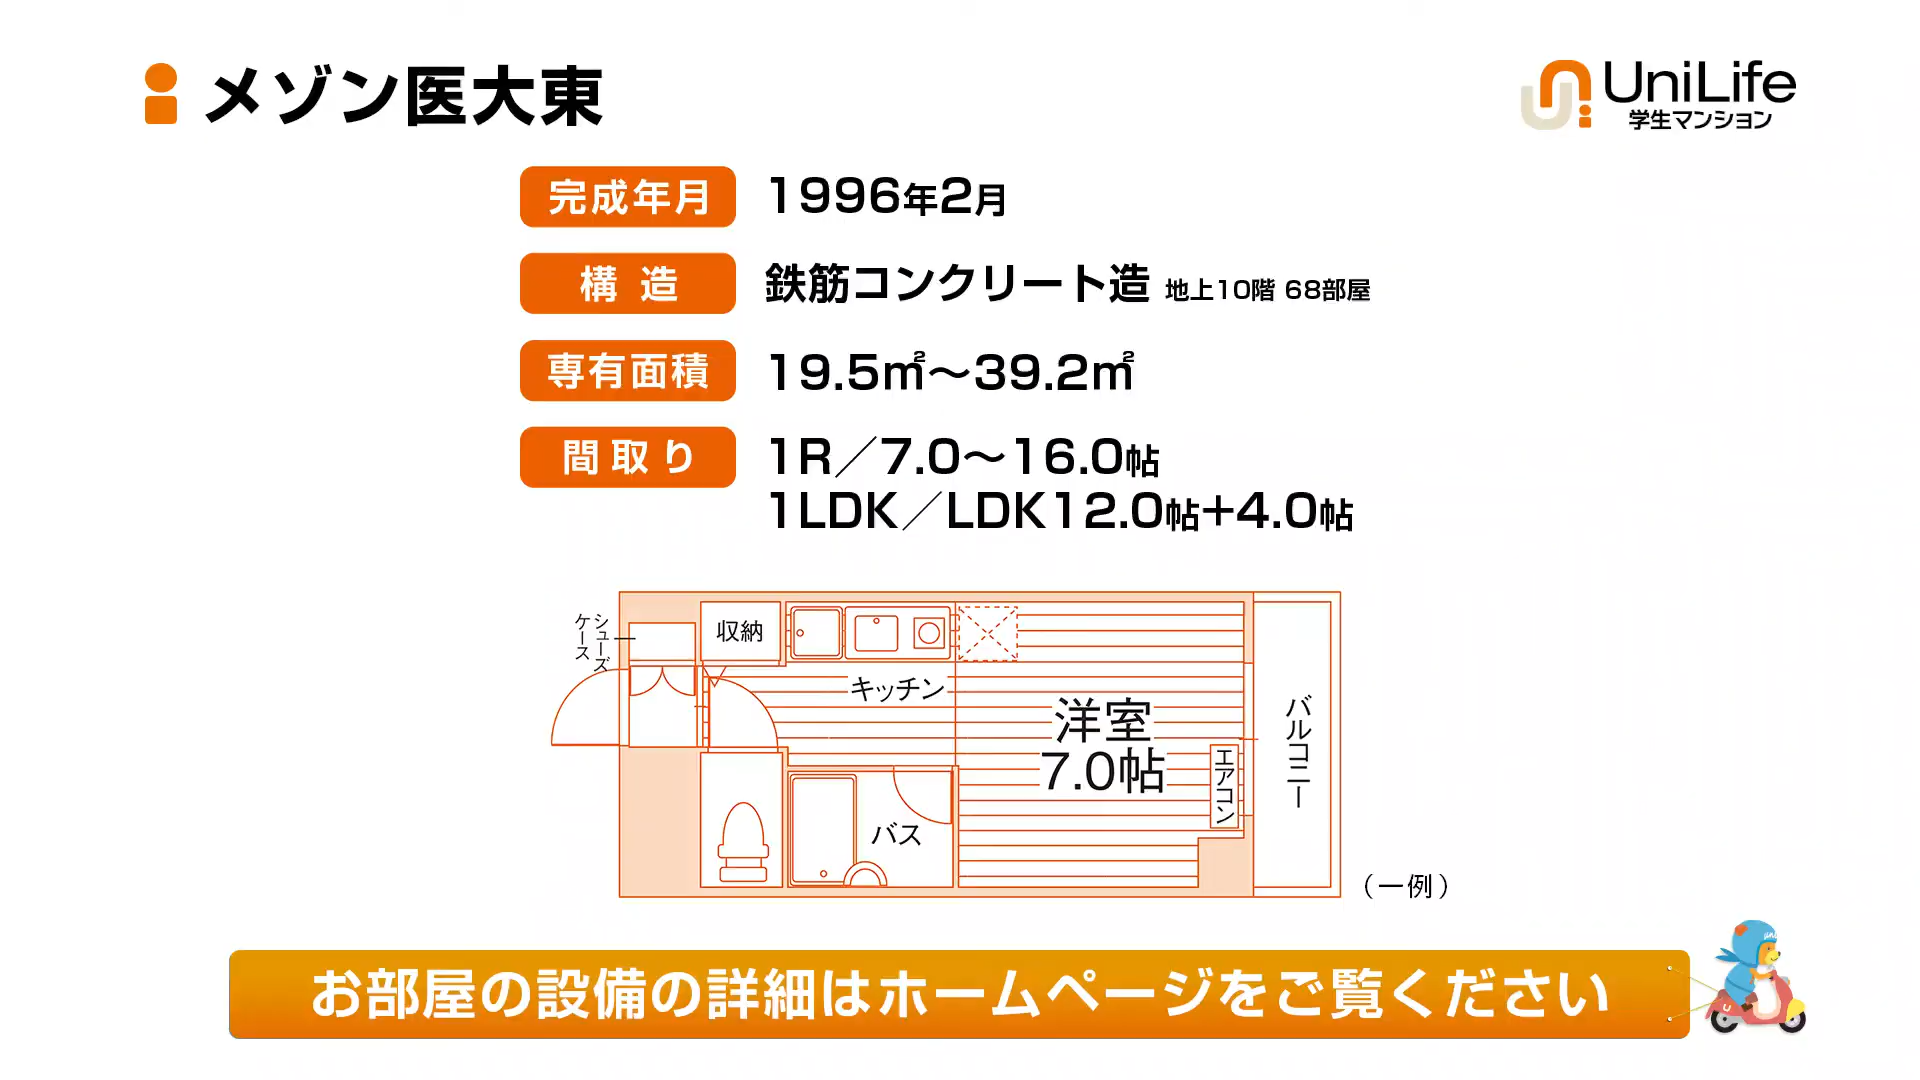 メゾン医大東
UniLife
学生マンション
完成年月
1996年2月
構造
鉄筋コンクリート造 地上10階 68部屋
専有面積
19.5㎡～39.2㎡
間取り
1R／7.0～16.0帖
1LDK／LDK12.0帖+4.0帖
シューズ
ケース
収納
キッチン
洋室
7.0帖
エアコン
バルコニー
バス
（一例）
お部屋の設備の詳細はホームページをご覧ください